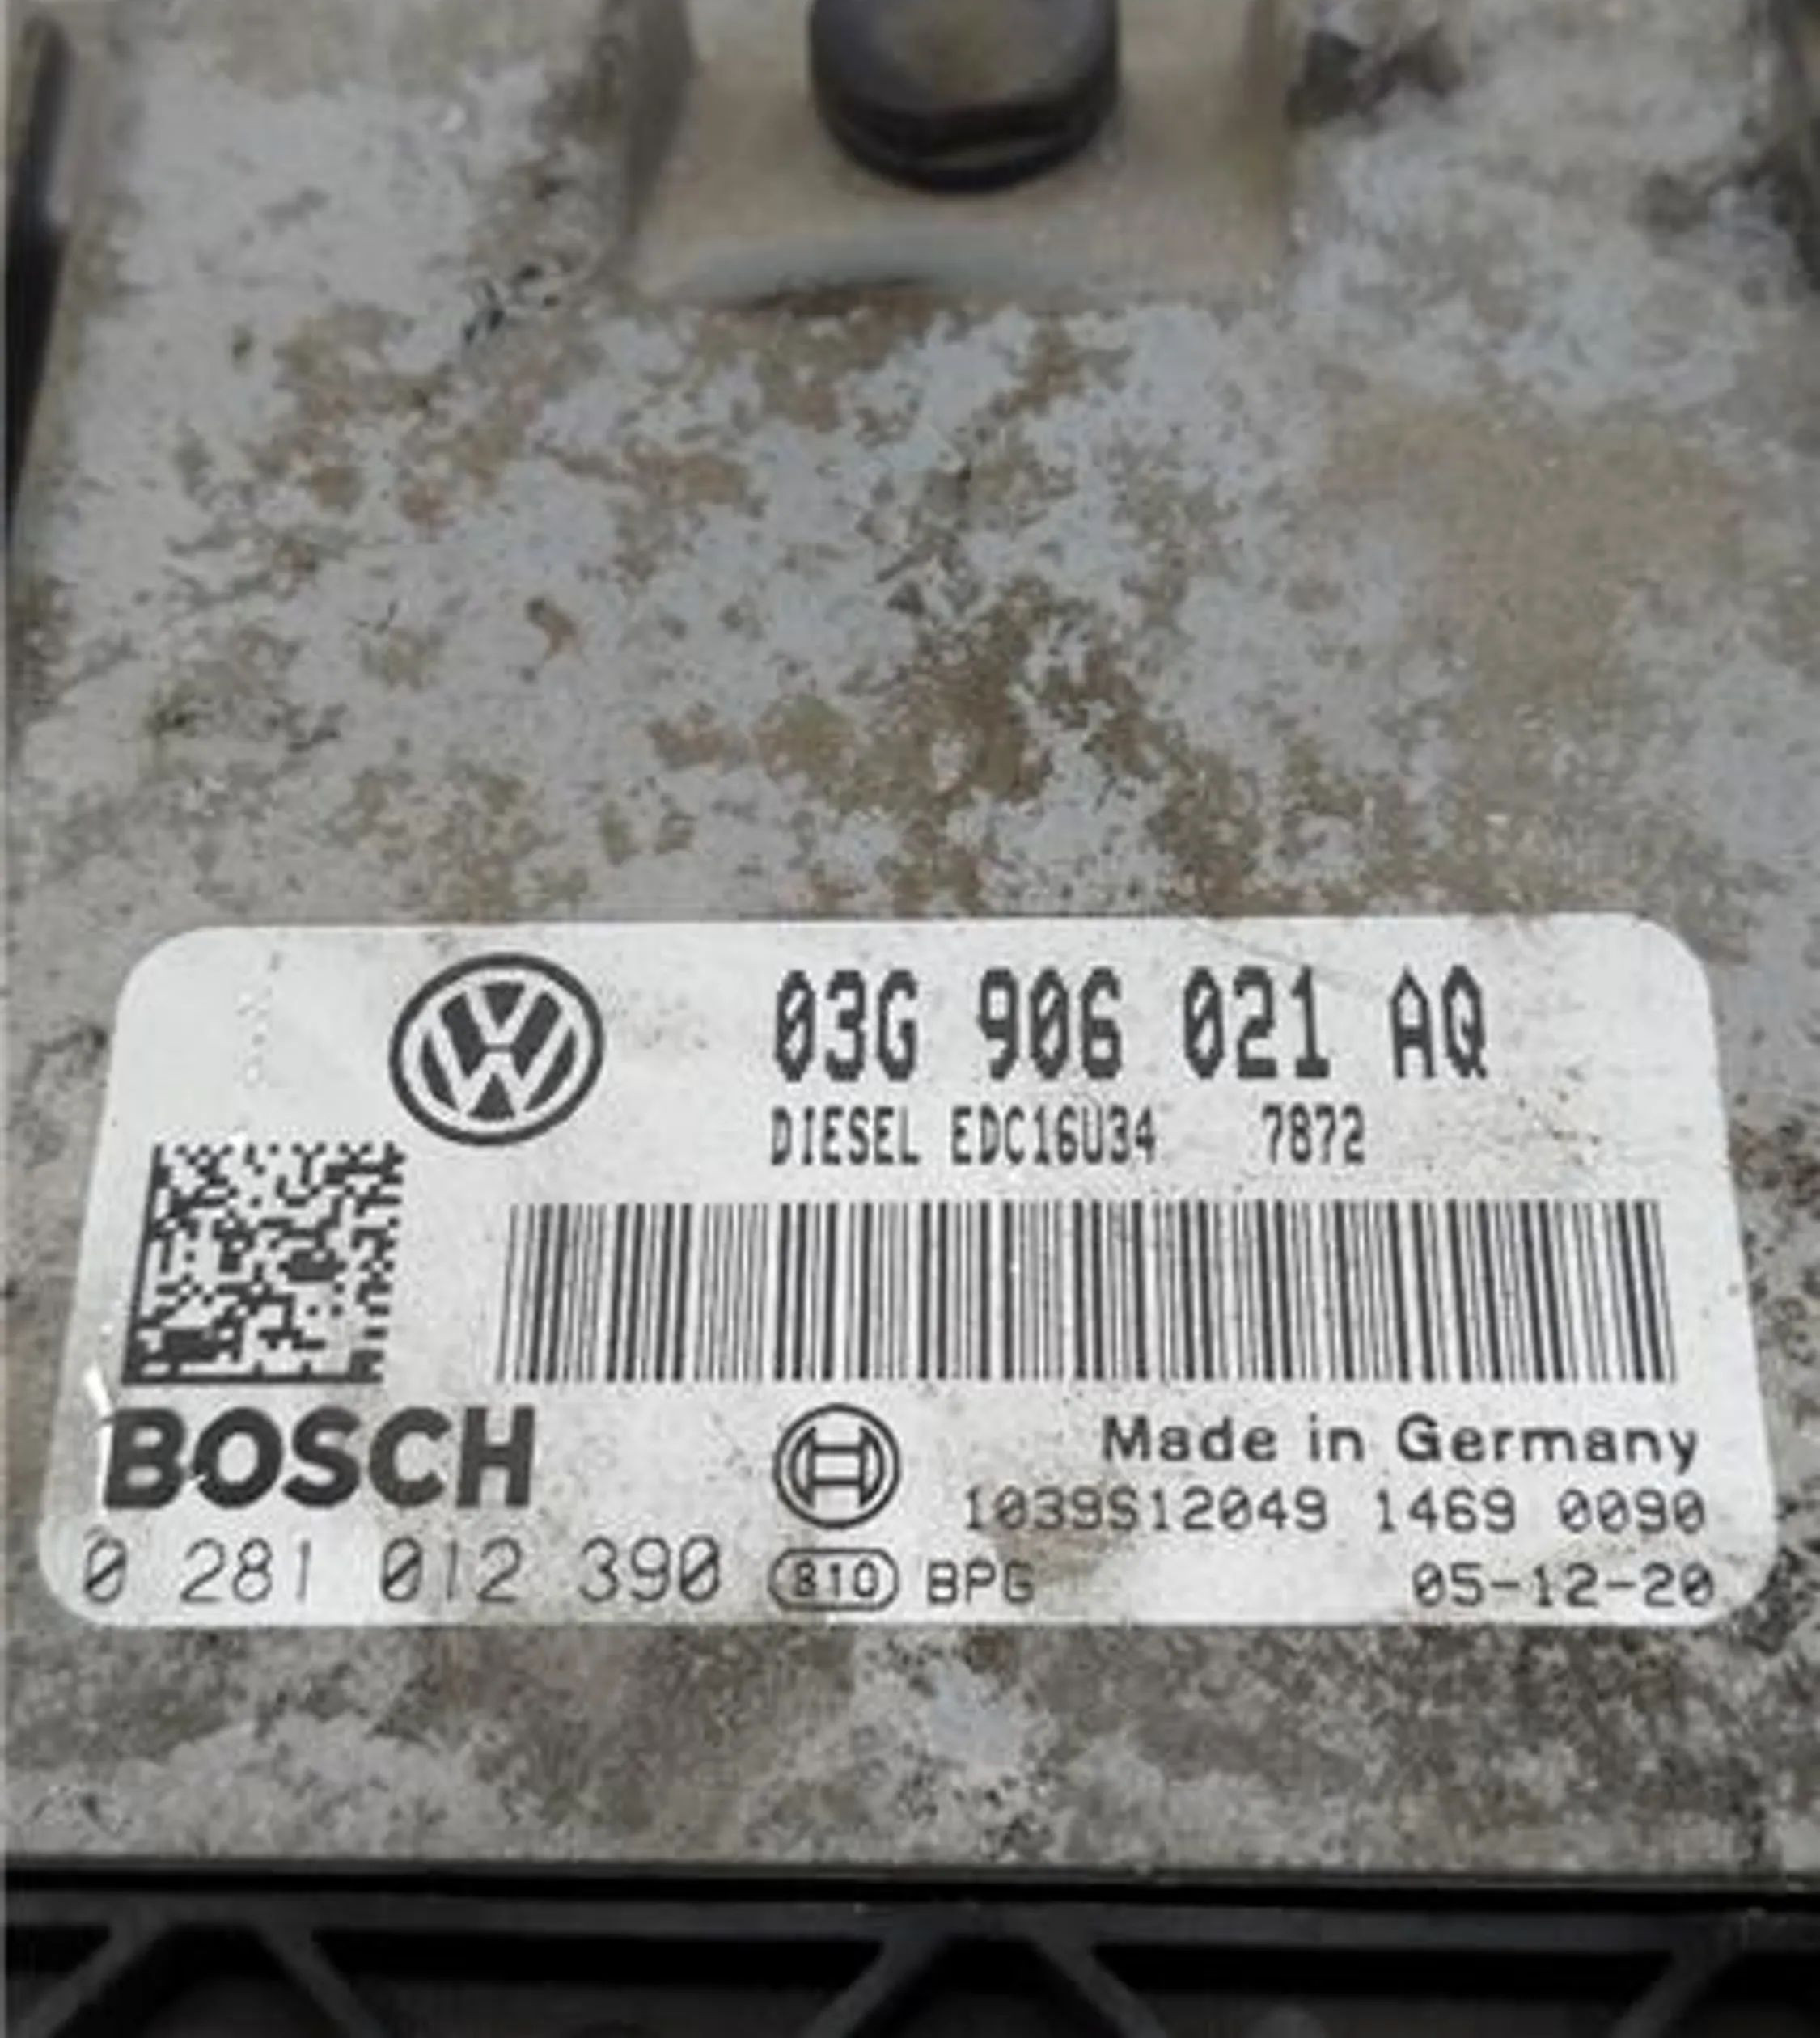 03G 906 021 AQ
DIESEL EDC16U34 7872
BOSCH
Made in Germany
1039S12049 1469 0090
0 281 012 390
810 BPG
05-12-20